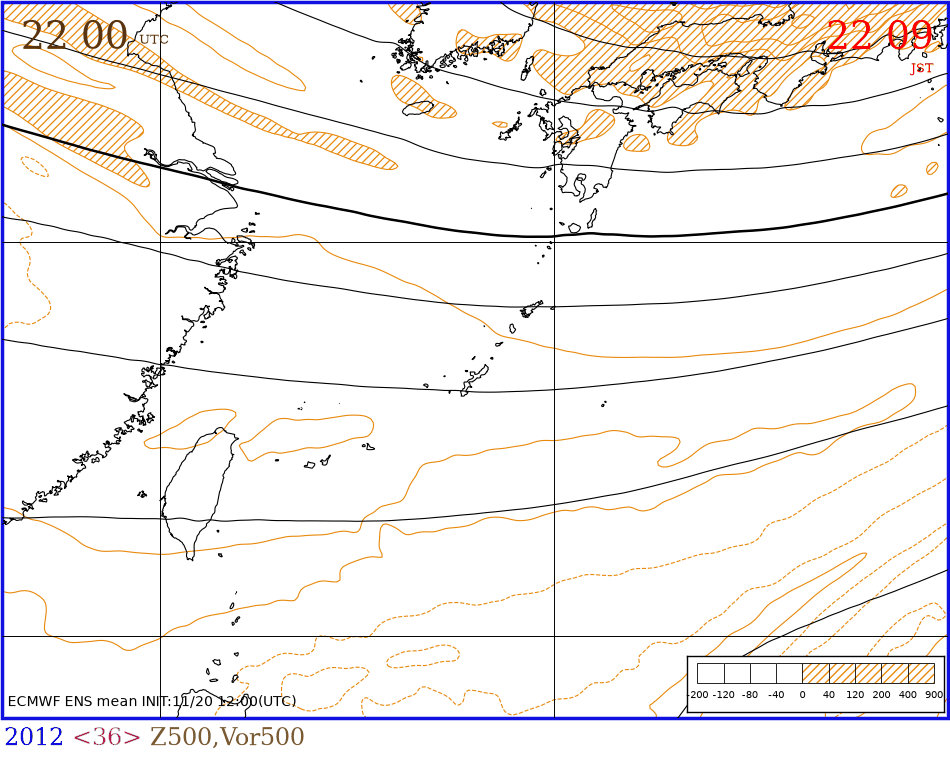 22 00 UTC
22 09
JST
-200 -120 -80 -40 0 40 120 200 400 900
ECMWF ENS mean INIT:11/20 12:00(UTC)
2012 <36> Z500,Vor500